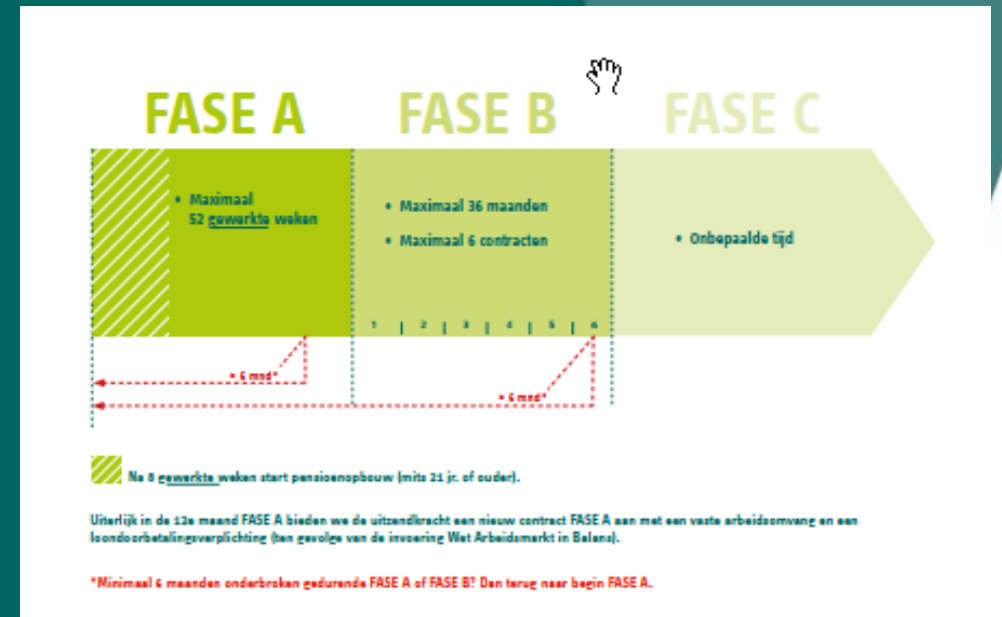 FASE A
FASE B
FASE C
• Maximaal
52 gewerkte weken
• Maximaal 36 maanden
• Maximaal 6 contracten
• Onbepaalde tijd
1 | 2 | 3 | 4 | 5 | 6
> 6 mnd*
> 6 mnd*
Na 8 gewerkte weken start pensioenopbouw (mits 21 jr. of ouder).
Uiterlijk in de 12e maand FASE A bieden we de uitzendkracht een nieuw contract FASE A aan met een vaste arbeidsomvang en een
loondoorbetalingsverplichting (ten gevolge van de invoering Wet Arbeidsmarkt in Balans).
*Minimaal 6 maanden onderbroken gedurende FASE A of FASE B? Dan terug naar begin FASE A.